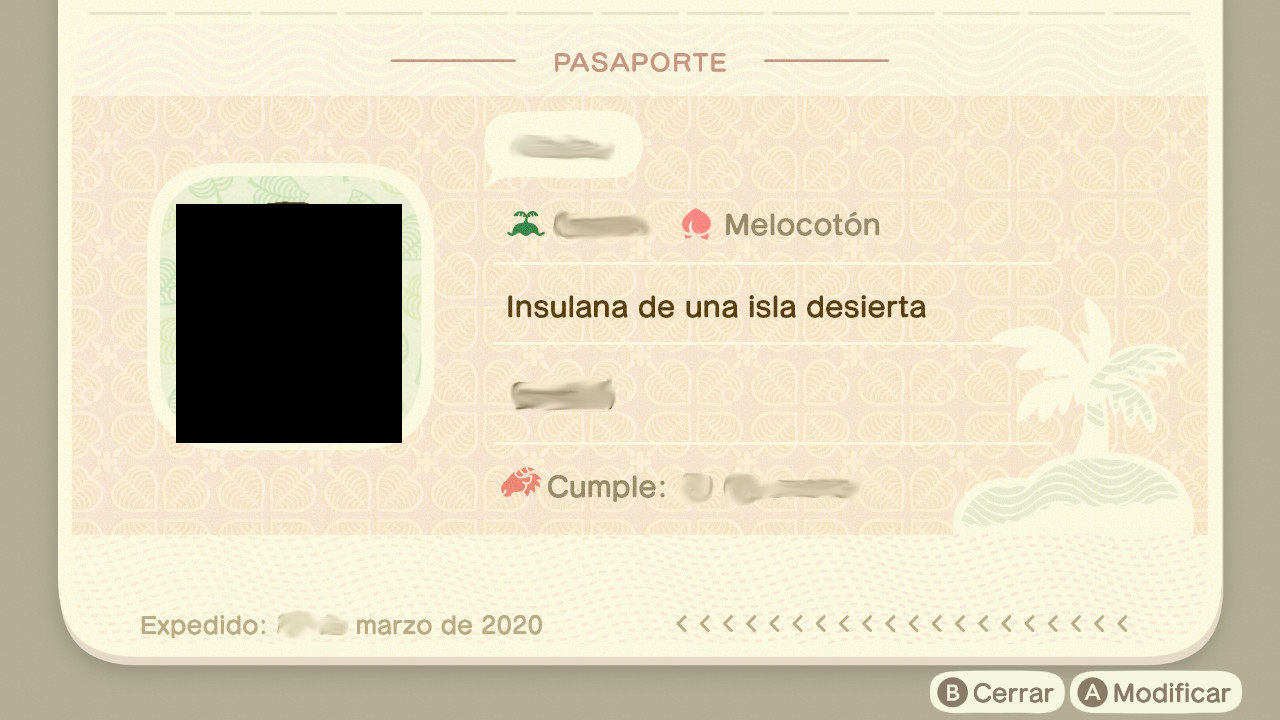 PASAPORTE
Melocotón
Insulana de una isla desierta
Cumple:
Expedido: marzo de 2020
< < < < < < < < < < < < < < < < < < < <
B Cerrar A Modificar